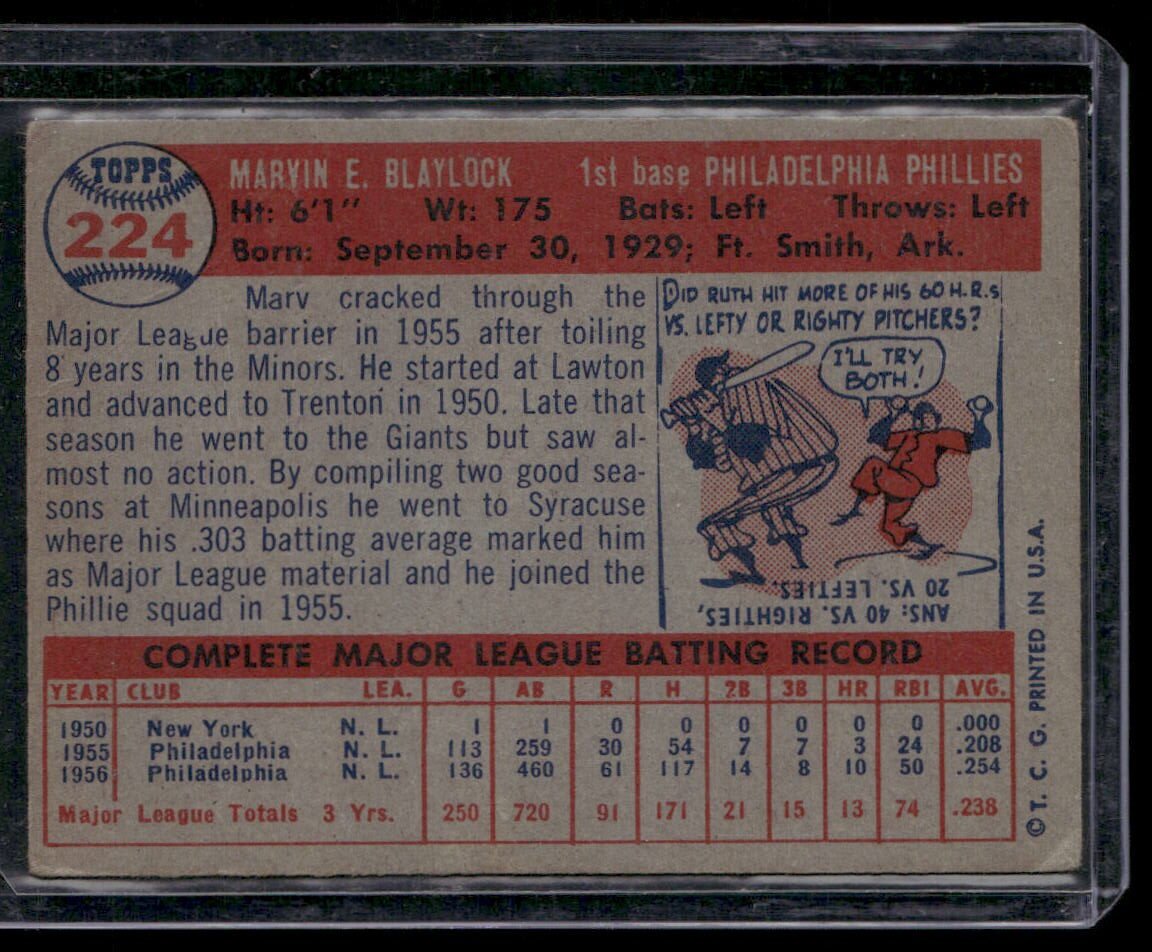 TOPPS
224
MARVIN E. BLAYLOCK 1st base PHILADELPHIA PHILLIES
Ht: 6'1" Wt: 175 Bats: Left Throws: Left
Born: September 30, 1929; Ft. Smith, Ark.
Marv cracked through the
Major League barrier in 1955 after toiling
8 years in the Minors. He started at Lawton
and advanced to Trenton in 1950. Late that
season he went to the Giants but saw al-
most no action. By compiling two good sea-
sons at Minneapolis he went to Syracuse
where his .303 batting average marked him
as Major League material and he joined the
Phillie squad in 1955.
DID RUTH HIT MORE OF HIS 60 H.R.s
VS. LEFTY OR RIGHTY PITCHERS?
I'LL TRY
BOTH!
ANS: 40 VS. RIGHTIES,
20 VS. LEFTIES.
COMPLETE MAJOR LEAGUE BATTING RECORD
YEAR CLUB LEA. G AB R H 2B 3B HR RBI AVG.
1950 New York N. L. 1 1 0 0 0 0 0 0 .000
1955 Philadelphia N. L. 113 259 30 54 7 7 3 24 .208
1956 Philadelphia N. L. 136 460 61 117 14 8 10 50 .254
Major League Totals 3 Yrs. 250 720 91 171 21 15 13 74 .238
© T. C. G. PRINTED IN U.S.A.